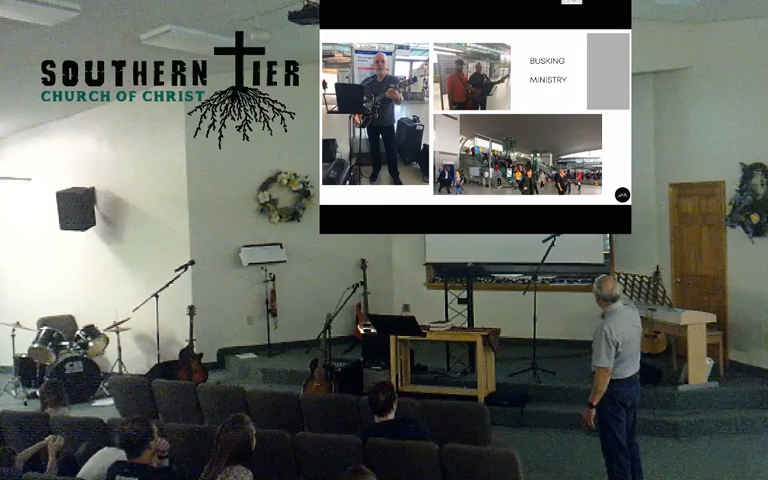 SOUTHERN TIER
CHURCH OF CHRIST
BUSKING
MiNISTRY